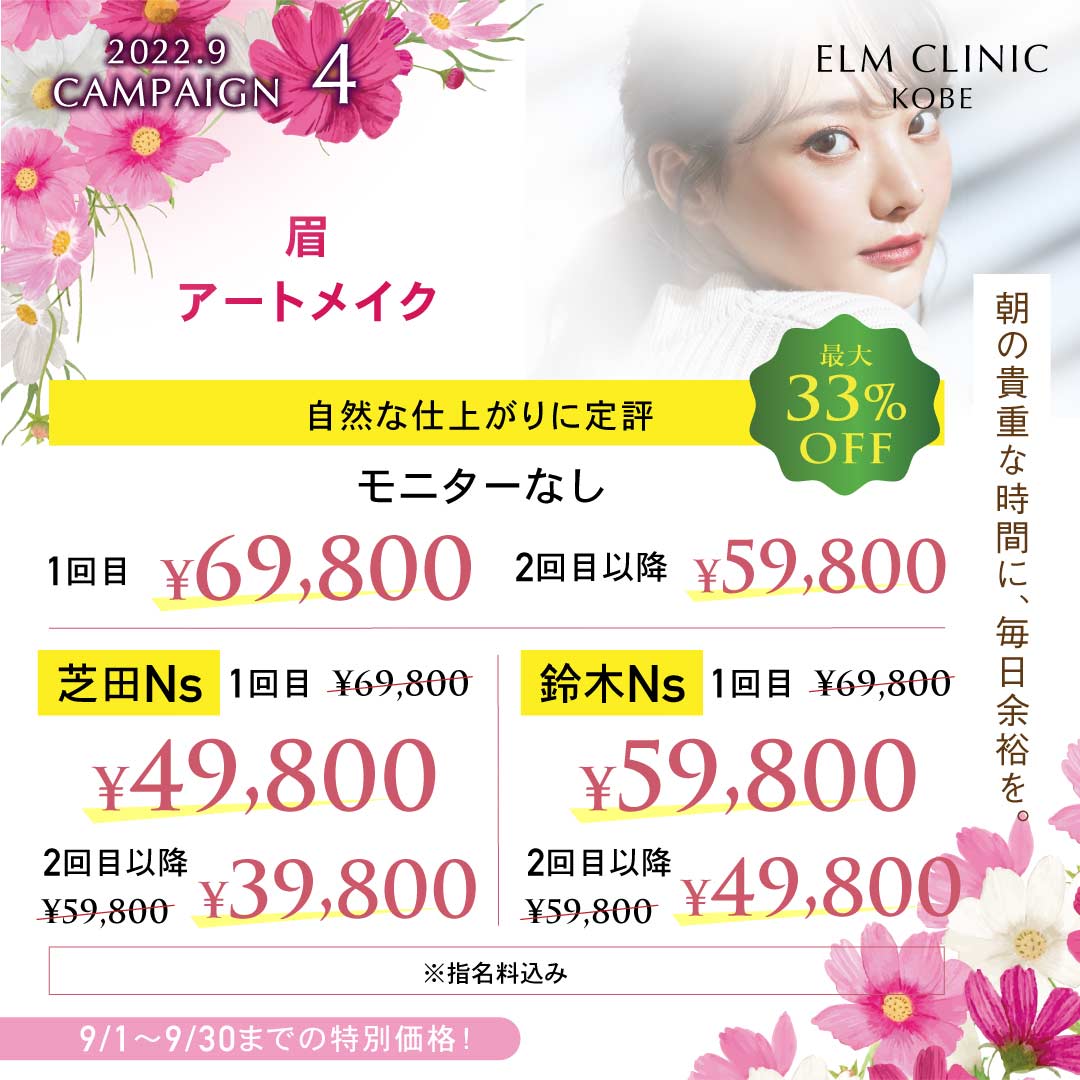 2022.9
CAMPAIGN 4
ELM CLINIC
KOBE
眉
アートメイク
朝の貴重な時間に、毎日余裕を。
最大
33%
OFF
自然な仕上がりに定評
モニターなし
1回目 ¥69,800 2回目以降 ¥59,800
芝田Ns 1回目 ¥69,800
¥49,800
2回目以降
¥59,800 ¥39,800
鈴木Ns 1回目 ¥69,800
¥59,800
2回目以降
¥59,800 ¥49,800
※指名料込み
9/1〜9/30までの特別価格!